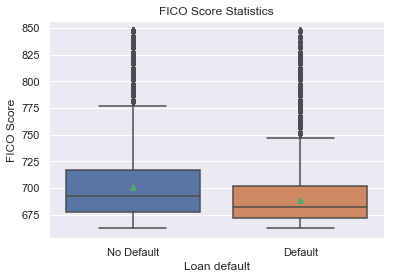 FICO Score Statistics
850
825
800
775
750
725
700
675
FICO Score
No Default
Default
Loan default